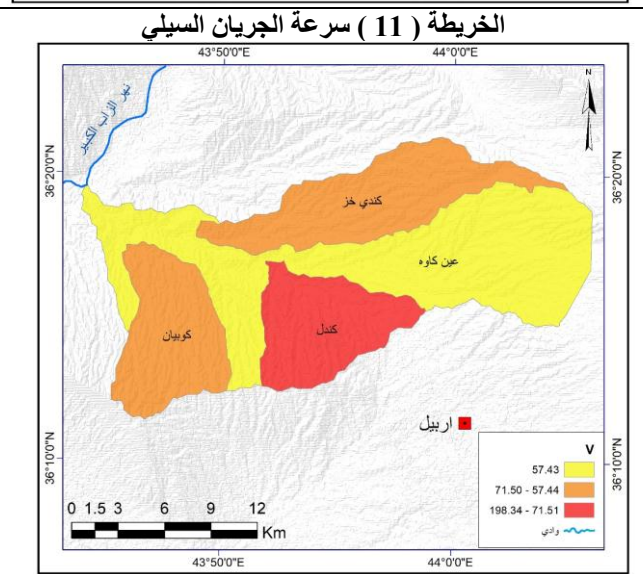 الخريطة ( 11 ) سرعة الجريان السيلي
43°50'0"E
44°0'0"E
N
نهر الزاب الكبير
36°20'0"N
36°20'0"N
كندي خز
عين كاوه
كندل
كوبيان
اربيل
36°10'0"N
36°10'0"N
V
57.43
71.50 - 57.44
198.34 - 71.51
وادي
0 1.5 3 6 9 12
Km
43°50'0"E
44°0'0"E